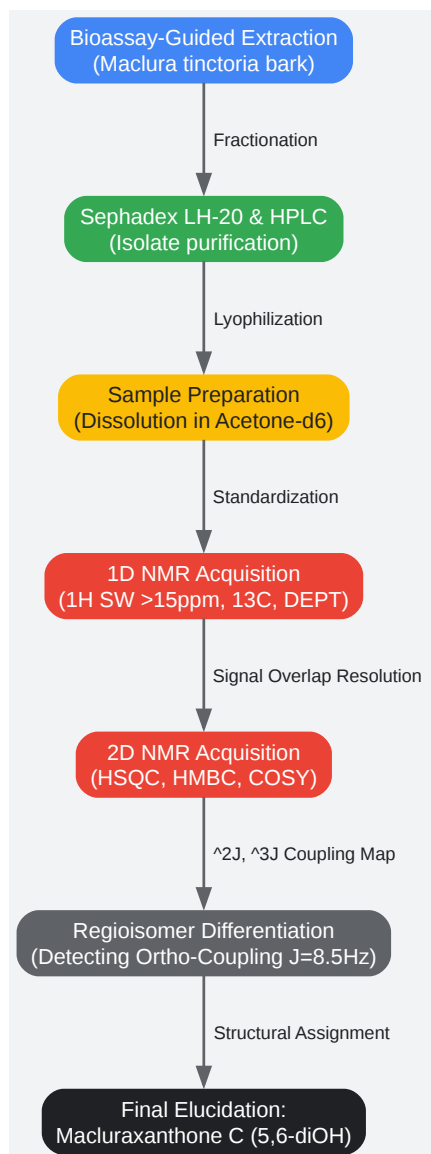 Bioassay-Guided Extraction
(Maclura tinctoria bark)
Fractionation
Sephadex LH-20 & HPLC
(Isolate purification)
Lyophilization
Sample Preparation
(Dissolution in Acetone-d6)
Standardization
1D NMR Acquisition
(1H SW >15ppm, 13C, DEPT)
Signal Overlap Resolution
2D NMR Acquisition
(HSQC, HMBC, COSY)
^2J, ^3J Coupling Map
Regioisomer Differentiation
(Detecting Ortho-Coupling J=8.5Hz)
Structural Assignment
Final Elucidation:
Macluraxanthone C (5,6-diOH)